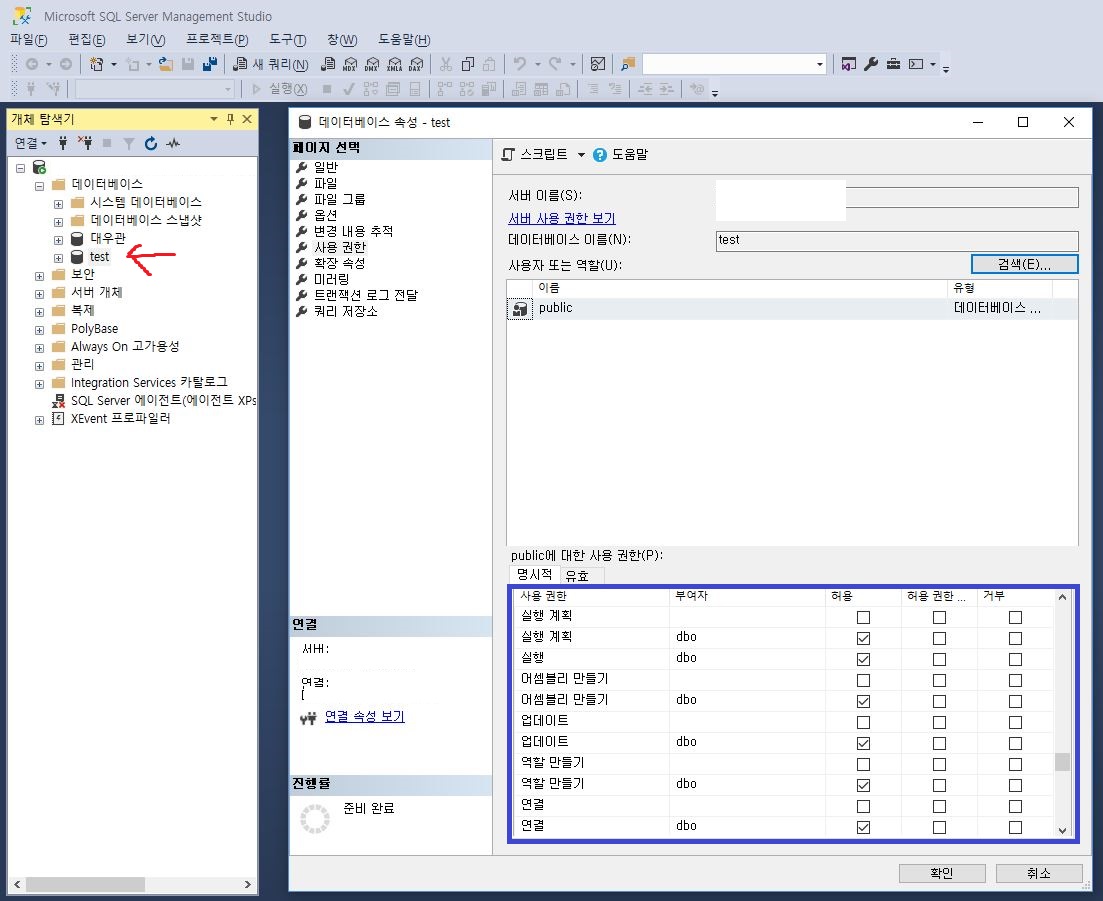 Microsoft SQL Server Management Studio
파일(F) 편집(E) 보기(V) 프로젝트(P) 도구(T) 창(W) 도움말(H)
새 쿼리(N) MDX DMX XMLA DAX
실행(X)
개체 탐색기
연결
데이터베이스
시스템 데이터베이스
데이터베이스 스냅샷
대우관
test
보안
서버 개체
복제
PolyBase
Always On 고가용성
관리
Integration Services 카탈로그
SQL Server 에이전트(에이전트 XPs
XEvent 프로파일러
데이터베이스 속성 - test
페이지 선택
일반
파일
파일 그룹
옵션
변경 내용 추적
사용 권한
확장 속성
미러링
트랜잭션 로그 전달
쿼리 저장소
연결
서버:
연결:
[
연결 속성 보기
진행률
준비 완료
스크립트 도움말
서버 이름(S):
서버 사용 권한 보기
데이터베이스 이름(N): test
사용자 또는 역할(U): 검색(E)...
이름 유형
public 데이터베이스 ...
public에 대한 사용 권한(P):
명시적 유효
사용 권한 부여자 허용 허용 권한 ... 거부
실행 계획
실행 계획 dbo
실행 dbo
어셈블리 만들기
어셈블리 만들기 dbo
업데이트
업데이트 dbo
역할 만들기
역할 만들기 dbo
연결
연결 dbo
확인 취소